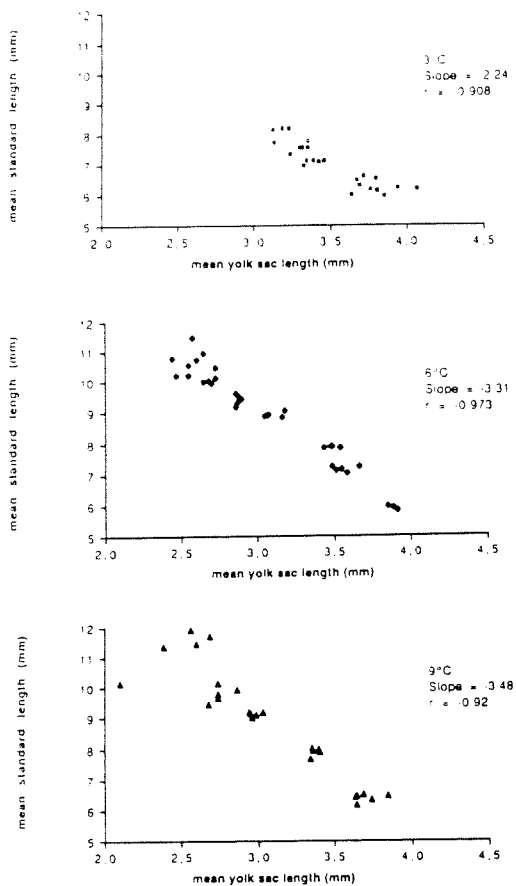 mean standard length (mm)
12
11
10
9
8
7
6
5
2.0
2.5
3.0
3.5
4.0
4.5
mean yolk sac length (mm)
3°C
Slope = -2.24
r = -0.908
mean standard length (mm)
12
11
10
9
8
7
6
5
2.0
2.5
3.0
3.5
4.0
4.5
mean yolk sac length (mm)
6°C
Slope = -3.31
r = -0.973
mean standard length (mm)
12
11
10
9
8
7
6
5
2.0
2.5
3.0
3.5
4.0
4.5
mean yolk sac length (mm)
9°C
Slope = -3.48
r = -0.92